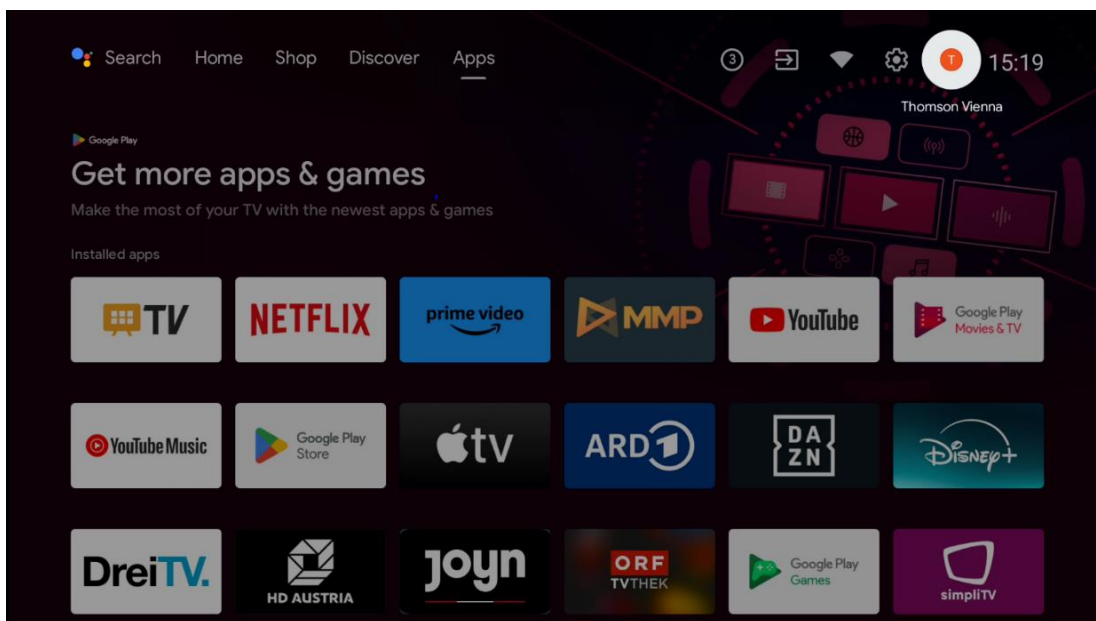 Search Home Shop Discover Apps 3 T 15:19
Thomson Vienna
Google Play
Get more apps & games
Make the most of your TV with the newest apps & games
Installed apps
TV NETFLIX prime video MMP YouTube Google Play
Movies & TV
YouTube Music Google Play
Store
tv ARD 1 DA
ZN
Disney+
DreiTV. HD AUSTRIA joyn ORF
TVTHEK
Google Play
Games
simpliTV